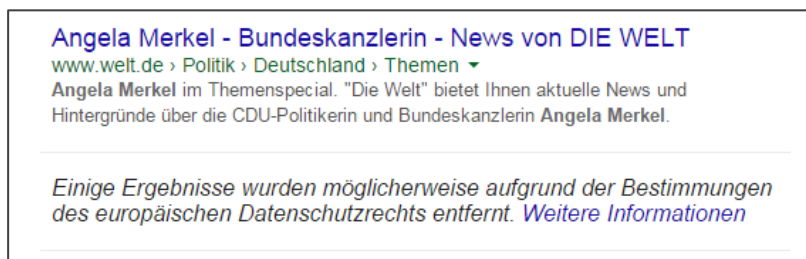 Angela Merkel - Bundeskanzlerin - News von DIE WELT
www.welt.de › Politik › Deutschland › Themen
Angela Merkel im Themenspecial. "Die Welt" bietet Ihnen aktuelle News und
Hintergründe über die CDU-Politikerin und Bundeskanzlerin Angela Merkel.
Einige Ergebnisse wurden möglicherweise aufgrund der Bestimmungen
des europäischen Datenschutzrechts entfernt. Weitere Informationen